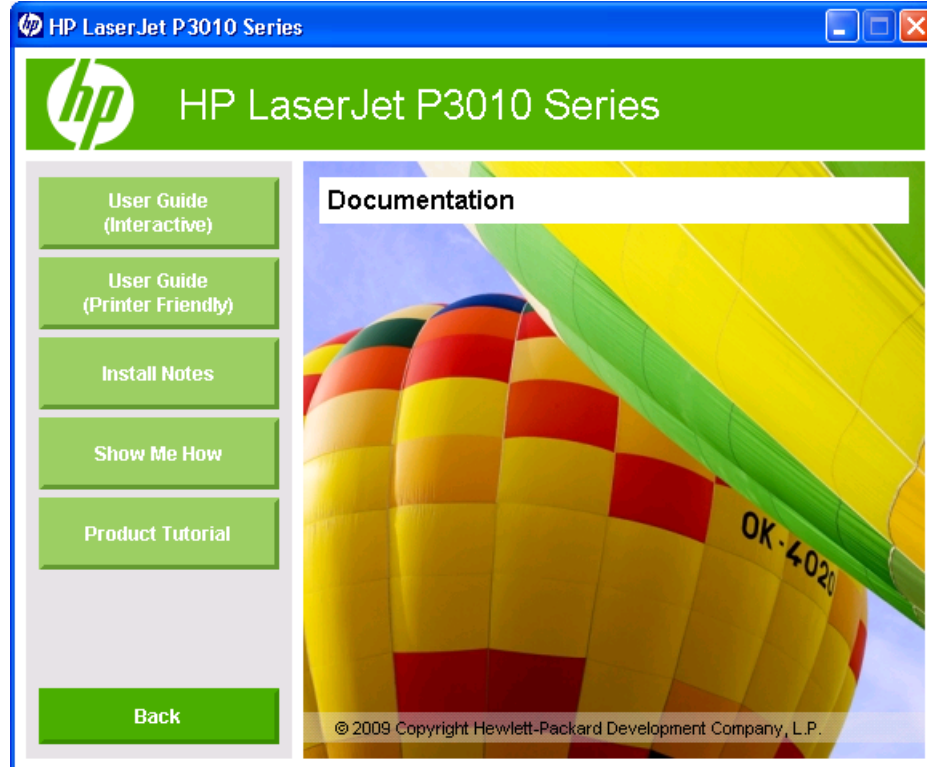 HP LaserJet P3010 Series
hp
HP LaserJet P3010 Series
User Guide
(Interactive)
User Guide
(Printer Friendly)
Install Notes
Show Me How
Product Tutorial
Back
Documentation
OK-4020
© 2009 Copyright Hewlett-Packard Development Company, L.P.